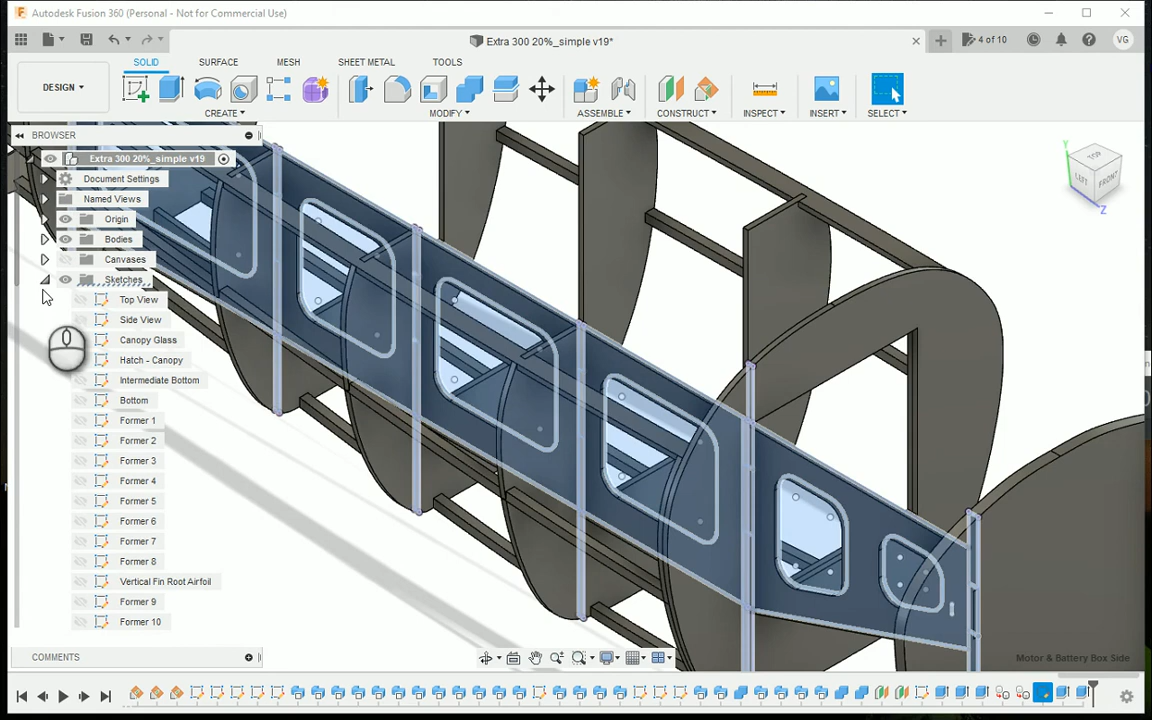 Autodesk Fusion 360 (Personal - Not for Commercial Use)
Extra 300 20%_simple v19*
4 of 10
VG
DESIGN
SOLID SURFACE MESH SHEET METAL TOOLS
CREATE MODIFY ASSEMBLE CONSTRUCT INSPECT INSERT SELECT
BROWSER
Extra 300 20%_simple v19
Document Settings
Named Views
Origin
Bodies
Canvases
Sketches
Top View
Side View
Canopy Glass
Hatch - Canopy
Intermediate Bottom
Bottom
Former 1
Former 2
Former 3
Former 4
Former 5
Former 6
Former 7
Former 8
Vertical Fin Root Airfoil
Former 9
Former 10
Y
TOP
LEFT
FRONT
Z
COMMENTS
Motor & Battery Box Side